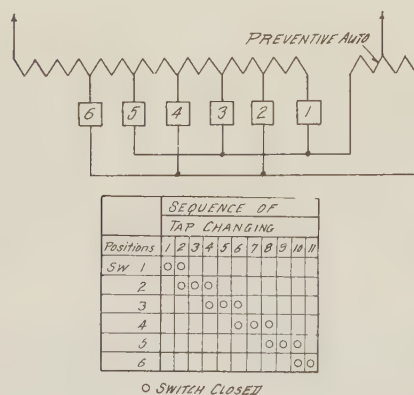 PREVENTIVE AUTO
6 5 4 3 2 1
SEQUENCE OF
TAP CHANGING
Positions 1 2 3 4 5 6 7 8 9 10 11
SW 1 O O
2 O O O
3 O O O
4 O O O
5 O O O
6 O O
O SWITCH CLOSED